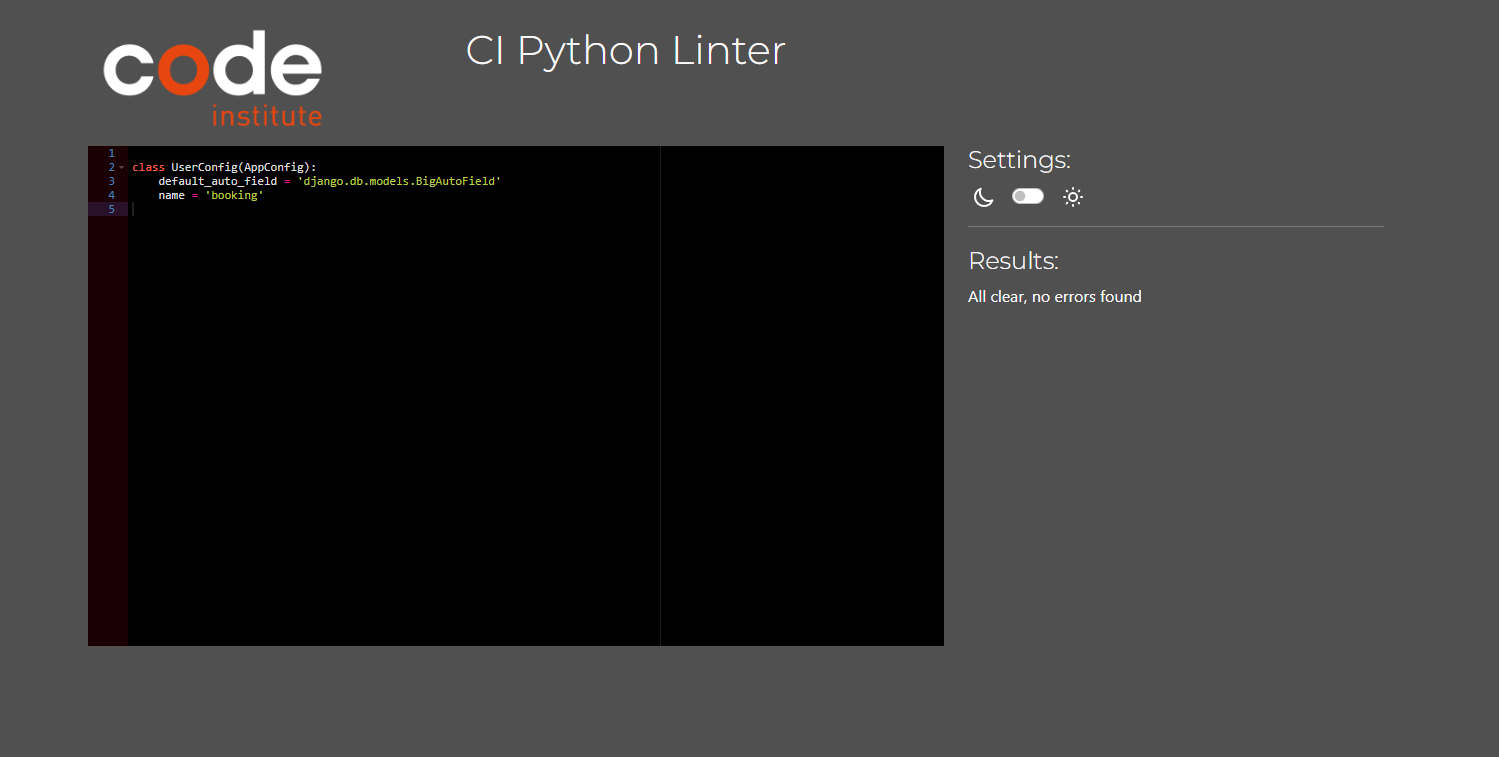 code
institute
CI Python Linter
1
2 class UserConfig(AppConfig):
3     default_auto_field = 'django.db.models.BigAutoField'
4     name = 'booking'
5
Settings:
Results:
All clear, no errors found